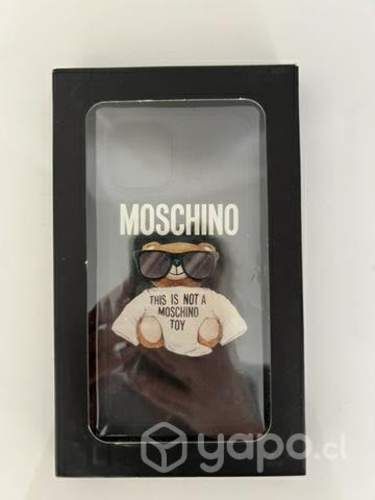 MOSCHINO
THIS IS NOT A
MOSCHINO
TOY
yapo.cl